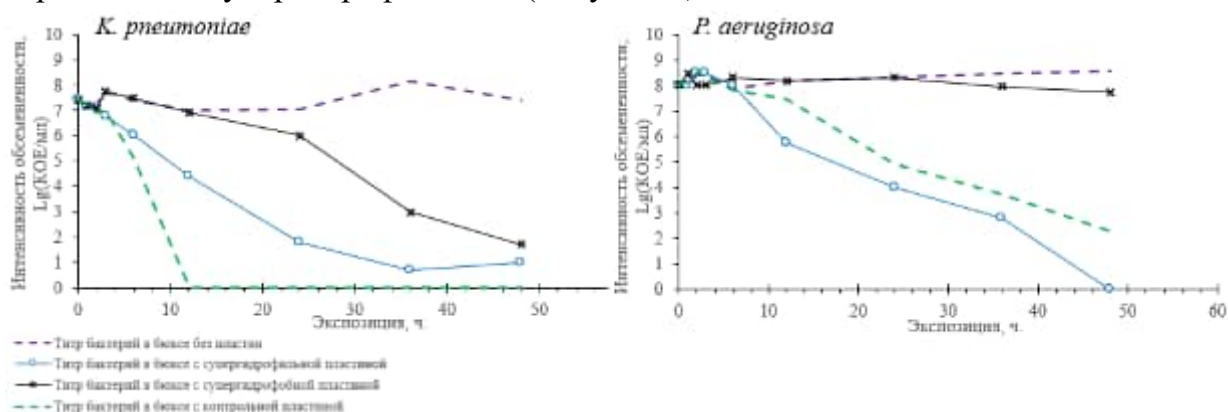 K. pneumoniae
P. aeruginosa
Интенсивность обсемененности,
Lg(КОЕ/мл)
10
9
8
7
6
5
4
3
2
1
0
0
10
20
30
40
50
Экспозиция, ч.
Интенсивность обсемененности,
Lg(КОЕ/мл)
10
9
8
7
6
5
4
3
2
1
0
0
10
20
30
40
50
60
Экспозиция, ч.
Титр бактерий в бюксе без пластин
Титр бактерий в бюксе с супергидрофильной пластиной
Титр бактерий в бюксе с супергидрофобной пластиной
Титр бактерий в бюксе с контрольной пластиной